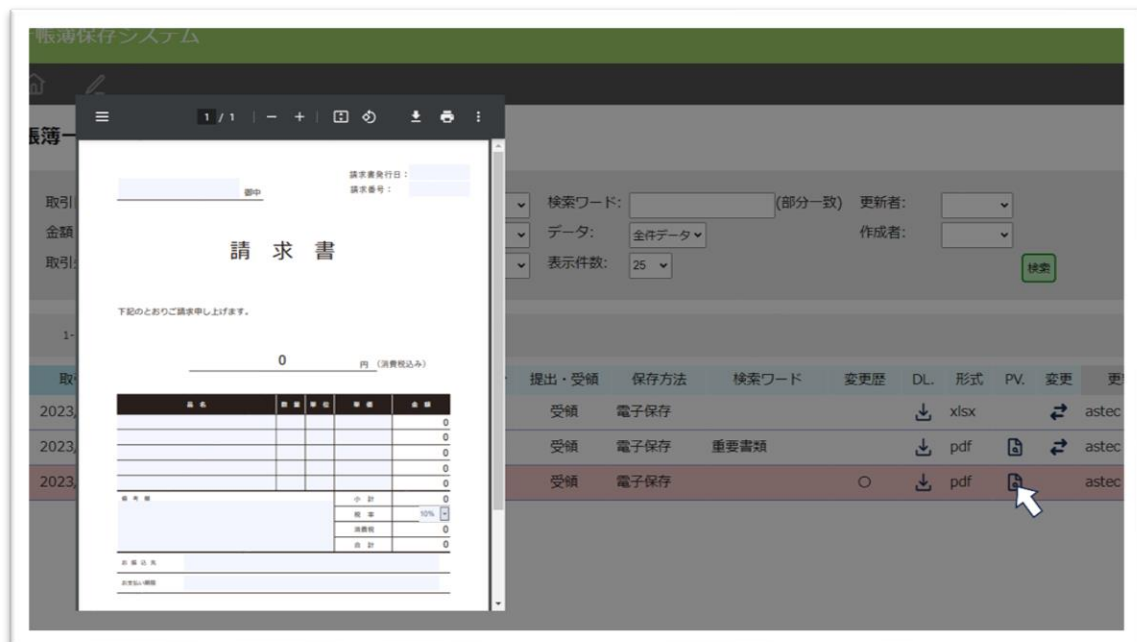 帳簿保存システム
帳簿一
取引
検索ワード: (部分一致) 更新者:
金額
データ: 全件データ 作成者:
取引
表示件数: 25
検索
1-
取引
提出・受領 保存方法 検索ワード 変更歴 DL. 形式 PV. 変更
2023, 受領 電子保存 xlsx astec
2023, 受領 電子保存 重要書類 pdf astec
2023, 受領 電子保存 ○ pdf astec
1 / 1
請求書発行日:
請求番号:
御中
請 求 書
下記のとおりご請求申し上げます。
0 円 (消費税込み)
品 名 数 量 単 位 単 価 金 額
0
0
0
0
0
備 考 欄 小 計 0
税 率 10%
消費税 0
合 計 0
お 振 込 先
お支払い期限